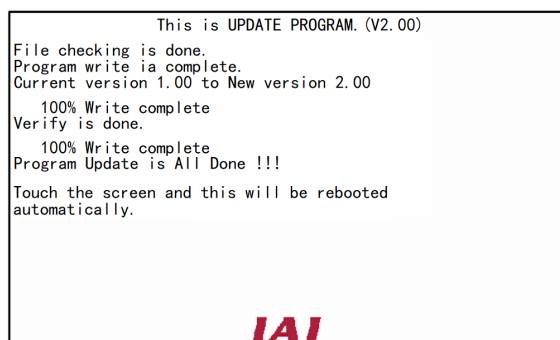 This is UPDATE PROGRAM.(V2.00)
File checking is done.
Program write ia complete.
Current version 1.00 to New version 2.00
100% Write complete
Verify is done.
100% Write complete
Program Update is All Done !!!
Touch the screen and this will be rebooted
automatically.
IAI